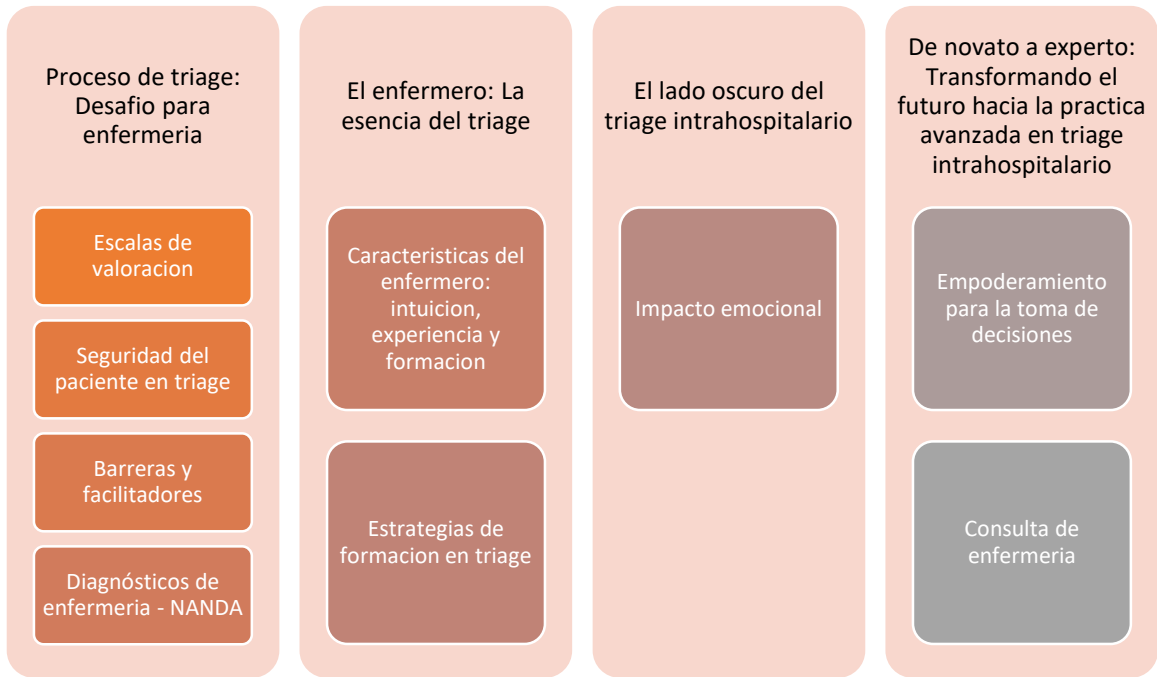 Proceso de triage:
Desafio para
enfermeria
Escalas de
valoracion
Seguridad del
paciente en triage
Barreras y
facilitadores
Diagnósticos de
enfermeria - NANDA
El enfermero: La
esencia del triage
Caracteristicas del
enfermero:
intuicion,
experiencia y
formacion
Estrategias de
formacion en triage
El lado oscuro del
triage intrahospitalario
Impacto emocional
De novato a experto:
Transformando el
futuro hacia la practica
avanzada en triage
intrahospitalario
Empoderamiento
para la toma de
decisiones
Consulta de
enfermeria